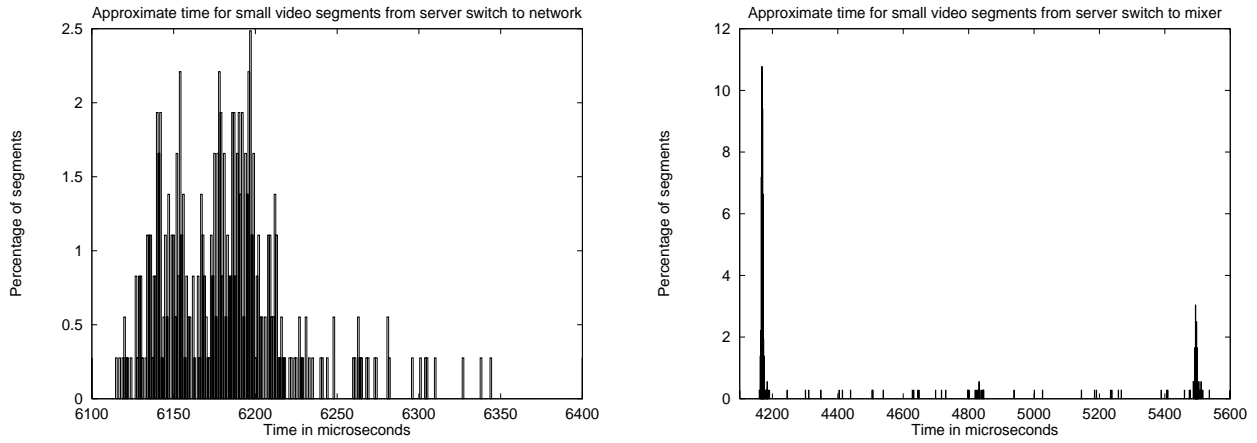 Approximate time for small video segments from server switch to network
Percentage of segments
2.5
2
1.5
1
0.5
0
6100 6150 6200 6250 6300 6350 6400
Time in microseconds
Approximate time for small video segments from server switch to mixer
Percentage of segments
12
10
8
6
4
2
0
4200 4400 4600 4800 5000 5200 5400 5600
Time in microseconds